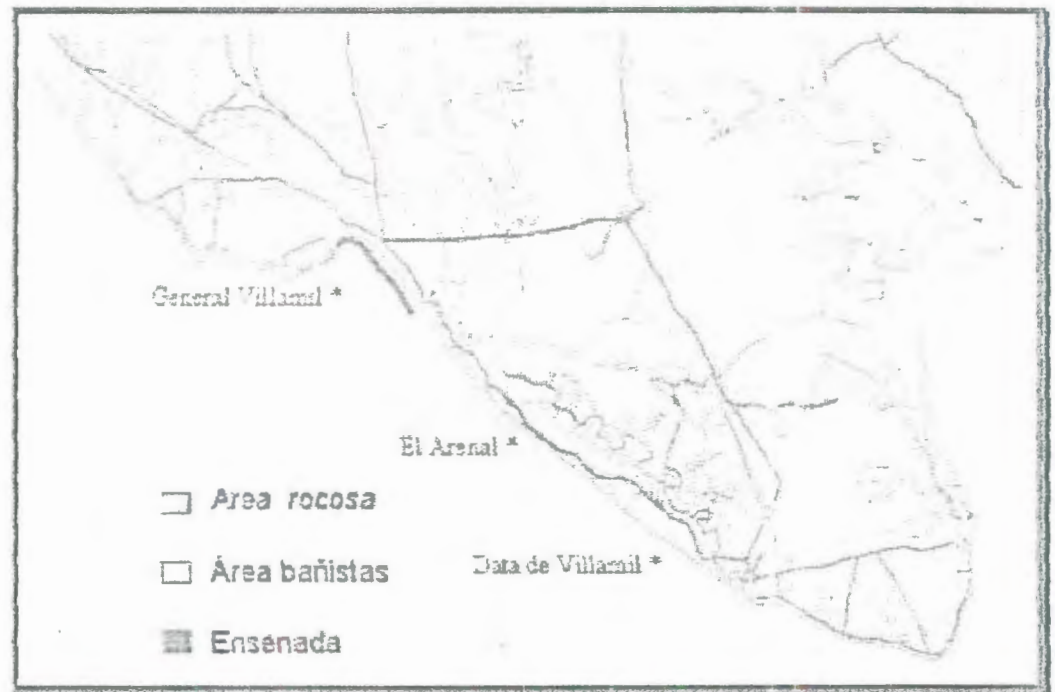 General Villamil *
El Arenal *
Área rocosa
Área bañistas
Data de Villamil *
Ensenada